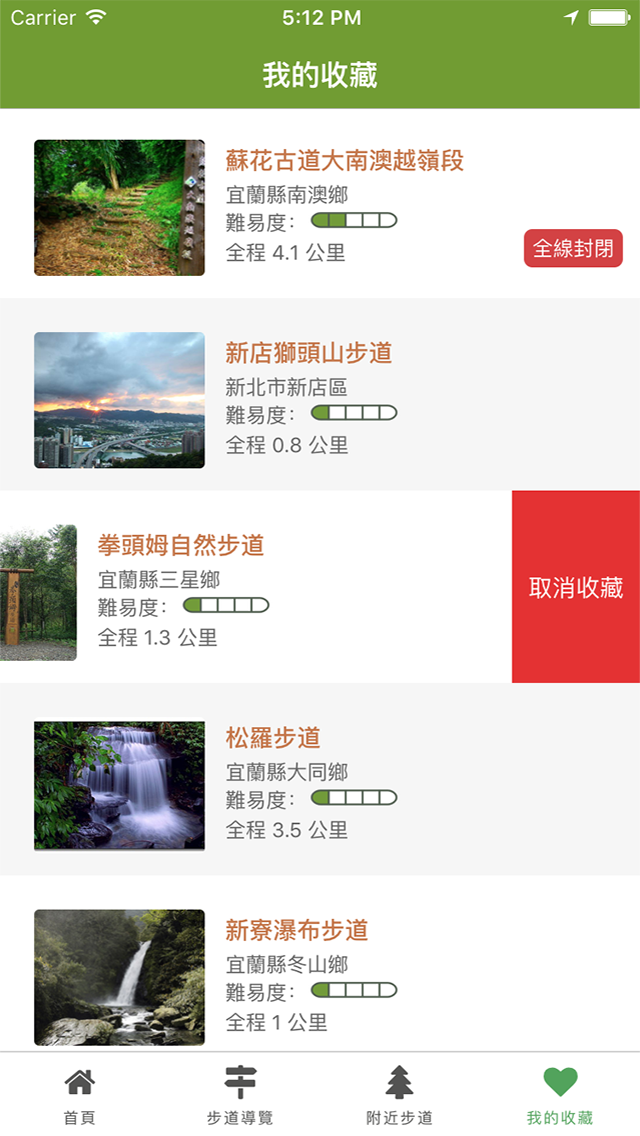 Carrier 5:12 PM
我的收藏
蘇花古道大南澳越嶺段
宜蘭縣南澳鄉
難易度：
全程 4.1 公里
全線封閉
新店獅頭山步道
新北市新店區
難易度：
全程 0.8 公里
拳頭姆自然步道
宜蘭縣三星鄉
難易度：
全程 1.3 公里
取消收藏
松羅步道
宜蘭縣大同鄉
難易度：
全程 3.5 公里
新寮瀑布步道
宜蘭縣冬山鄉
難易度：
全程 1 公里
首頁 步道導覽 附近步道 我的收藏